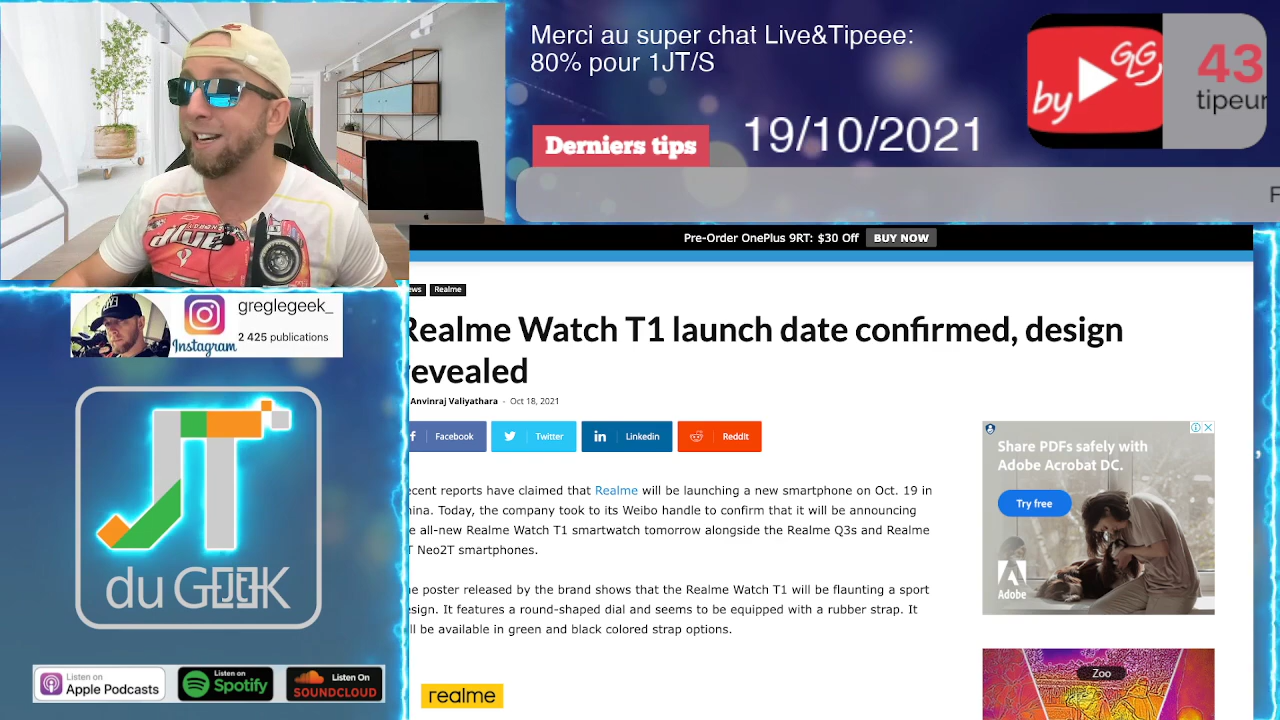 Merci au super chat Live&Tipeee:
80% pour 1JT/S
Derniers tips
19/10/2021
by GLG
43
tipeur
F
Pre-Order OnePlus 9RT: $30 Off BUY NOW
ews Realme
Realme Watch T1 launch date confirmed, design
revealed
Anvinraj Valiyathara - Oct 18, 2021
Facebook Twitter Linkedin ReddIt
ecent reports have claimed that Realme will be launching a new smartphone on Oct. 19 in
ina. Today, the company took to its Weibo handle to confirm that it will be announcing
e all-new Realme Watch T1 smartwatch tomorrow alongside the Realme Q3s and Realme
T Neo2T smartphones.
e poster released by the brand shows that the Realme Watch T1 will be flaunting a sport
sign. It features a round-shaped dial and seems to be equipped with a rubber strap. It
ll be available in green and black colored strap options.
realme
Share PDFs safely with
Adobe Acrobat DC.
Try free
Adobe
Zoo
greglegeek_
Instagram 2 425 publications
JT
du GEEK
Listen on
Apple Podcasts
Listen on
Spotify
Listen On
SOUNDCLOUD